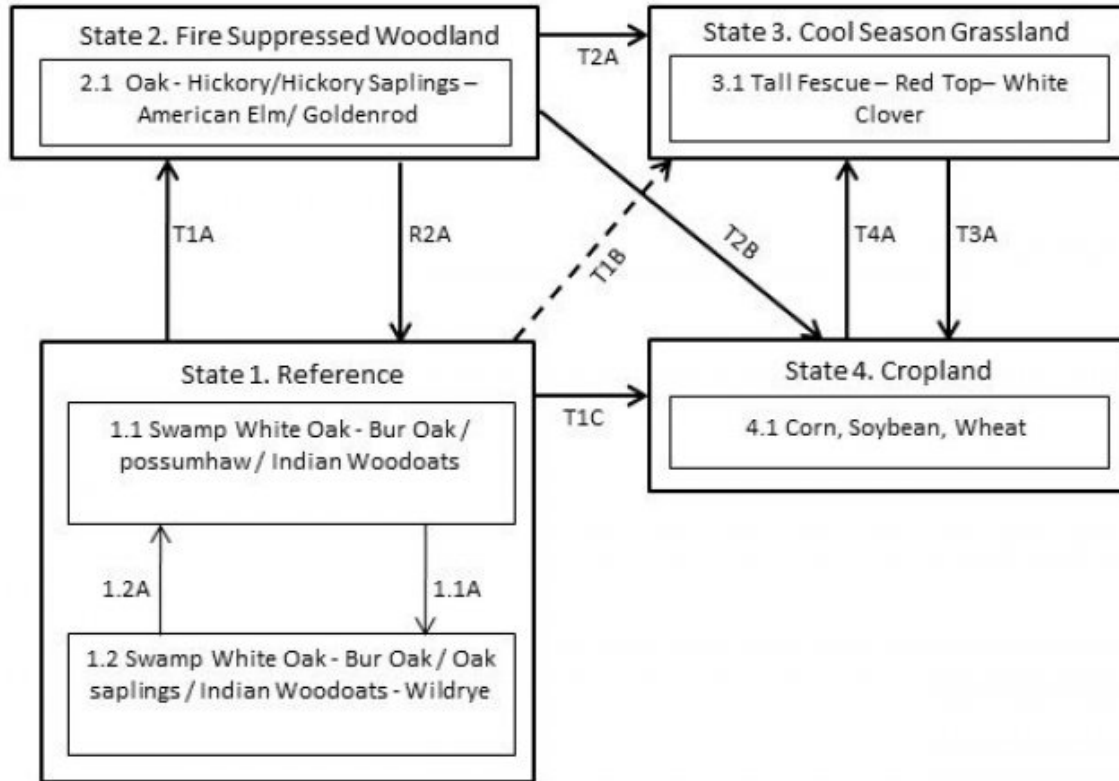 State 2. Fire Suppressed Woodland
2.1 Oak - Hickory/Hickory Saplings –
American Elm/ Goldenrod
T2A
State 3. Cool Season Grassland
3.1 Tall Fescue – Red Top– White
Clover
T1A
R2A
T1B
T2B
T4A
T3A
State 1. Reference
1.1 Swamp White Oak - Bur Oak /
possumhaw / Indian Woodoats
1.2A
1.1A
1.2 Swamp White Oak - Bur Oak / Oak
saplings / Indian Woodoats - Wildrye
T1C
State 4. Cropland
4.1 Corn, Soybean, Wheat